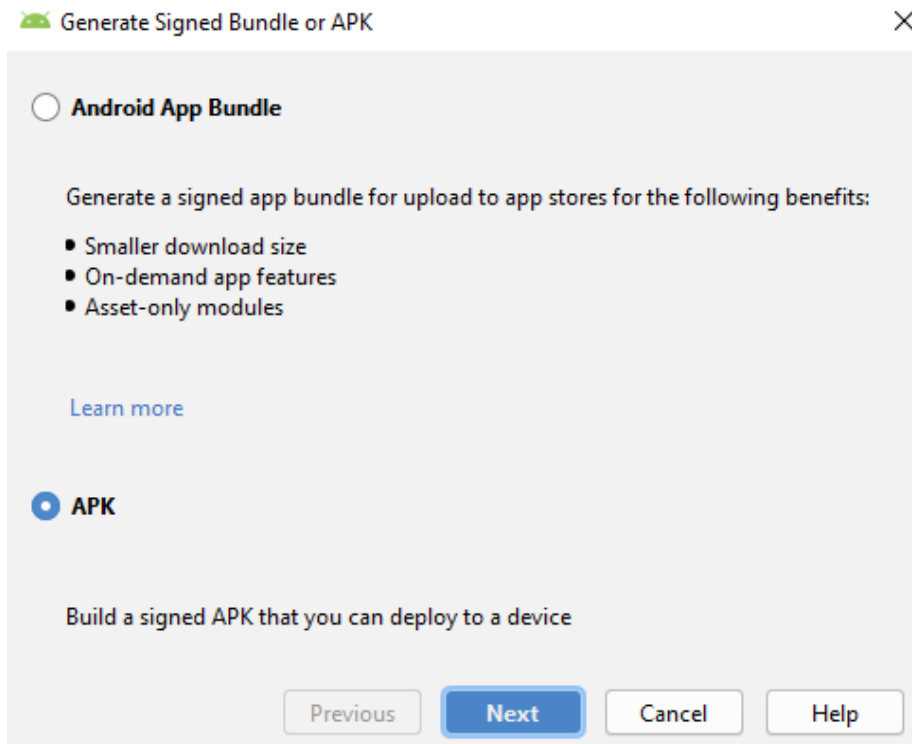 Generate Signed Bundle or APK
Android App Bundle
Generate a signed app bundle for upload to app stores for the following benefits:
Smaller download size
On-demand app features
Asset-only modules
Learn more
APK
Build a signed APK that you can deploy to a device
Previous Next Cancel Help